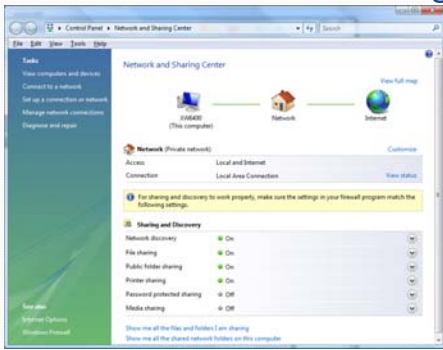 Control Panel ▸ Network and Sharing Center
Search
File Edit View Tools Help
Tasks
View computers and devices
Connect to a network
Set up a connection or network
Manage network connections
Diagnose and repair
Network and Sharing Center
View full map
XW6400
(This computer)
Network
Internet
Network (Private network)
Customize
Access Local and Internet
Connection Local Area Connection View status
For sharing and discovery to work properly, make sure the settings in your firewall program match the
following settings.
Sharing and Discovery
Network discovery On
File sharing On
Public folder sharing On
Printer sharing On
Password protected sharing Off
Media sharing Off
See also
Internet Options
Windows Firewall
Show me all the files and folders I am sharing
Show me all the shared network folders on this computer